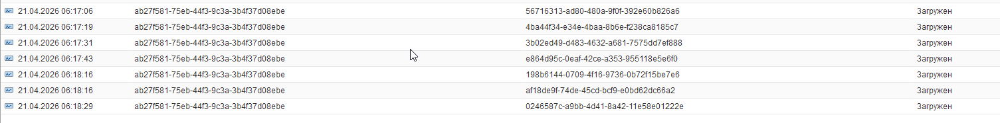 21.04.2026 06:17:06 ab27f581-75eb-44f3-9c3a-3b4f37d08ebe 56716313-ad80-480a-9f0f-392e60b826a6 Загружен
21.04.2026 06:17:19 ab27f581-75eb-44f3-9c3a-3b4f37d08ebe 4ba44f34-e34e-4baa-8b6e-f238ca8185c7 Загружен
21.04.2026 06:17:31 ab27f581-75eb-44f3-9c3a-3b4f37d08ebe 3b02ed49-d483-4632-a681-7575dd7ef888 Загружен
21.04.2026 06:17:43 ab27f581-75eb-44f3-9c3a-3b4f37d08ebe e864d95c-0eaf-42ce-a353-955118e5e6f0 Загружен
21.04.2026 06:18:16 ab27f581-75eb-44f3-9c3a-3b4f37d08ebe 198b6144-0709-4f16-9736-0b72f15be7e6 Загружен
21.04.2026 06:18:16 ab27f581-75eb-44f3-9c3a-3b4f37d08ebe af18de9f-74de-45cd-bcf9-e0bd62dc66a2 Загружен
21.04.2026 06:18:29 ab27f581-75eb-44f3-9c3a-3b4f37d08ebe 0246587c-a9bb-4d41-8a42-11e58e01222e Загружен